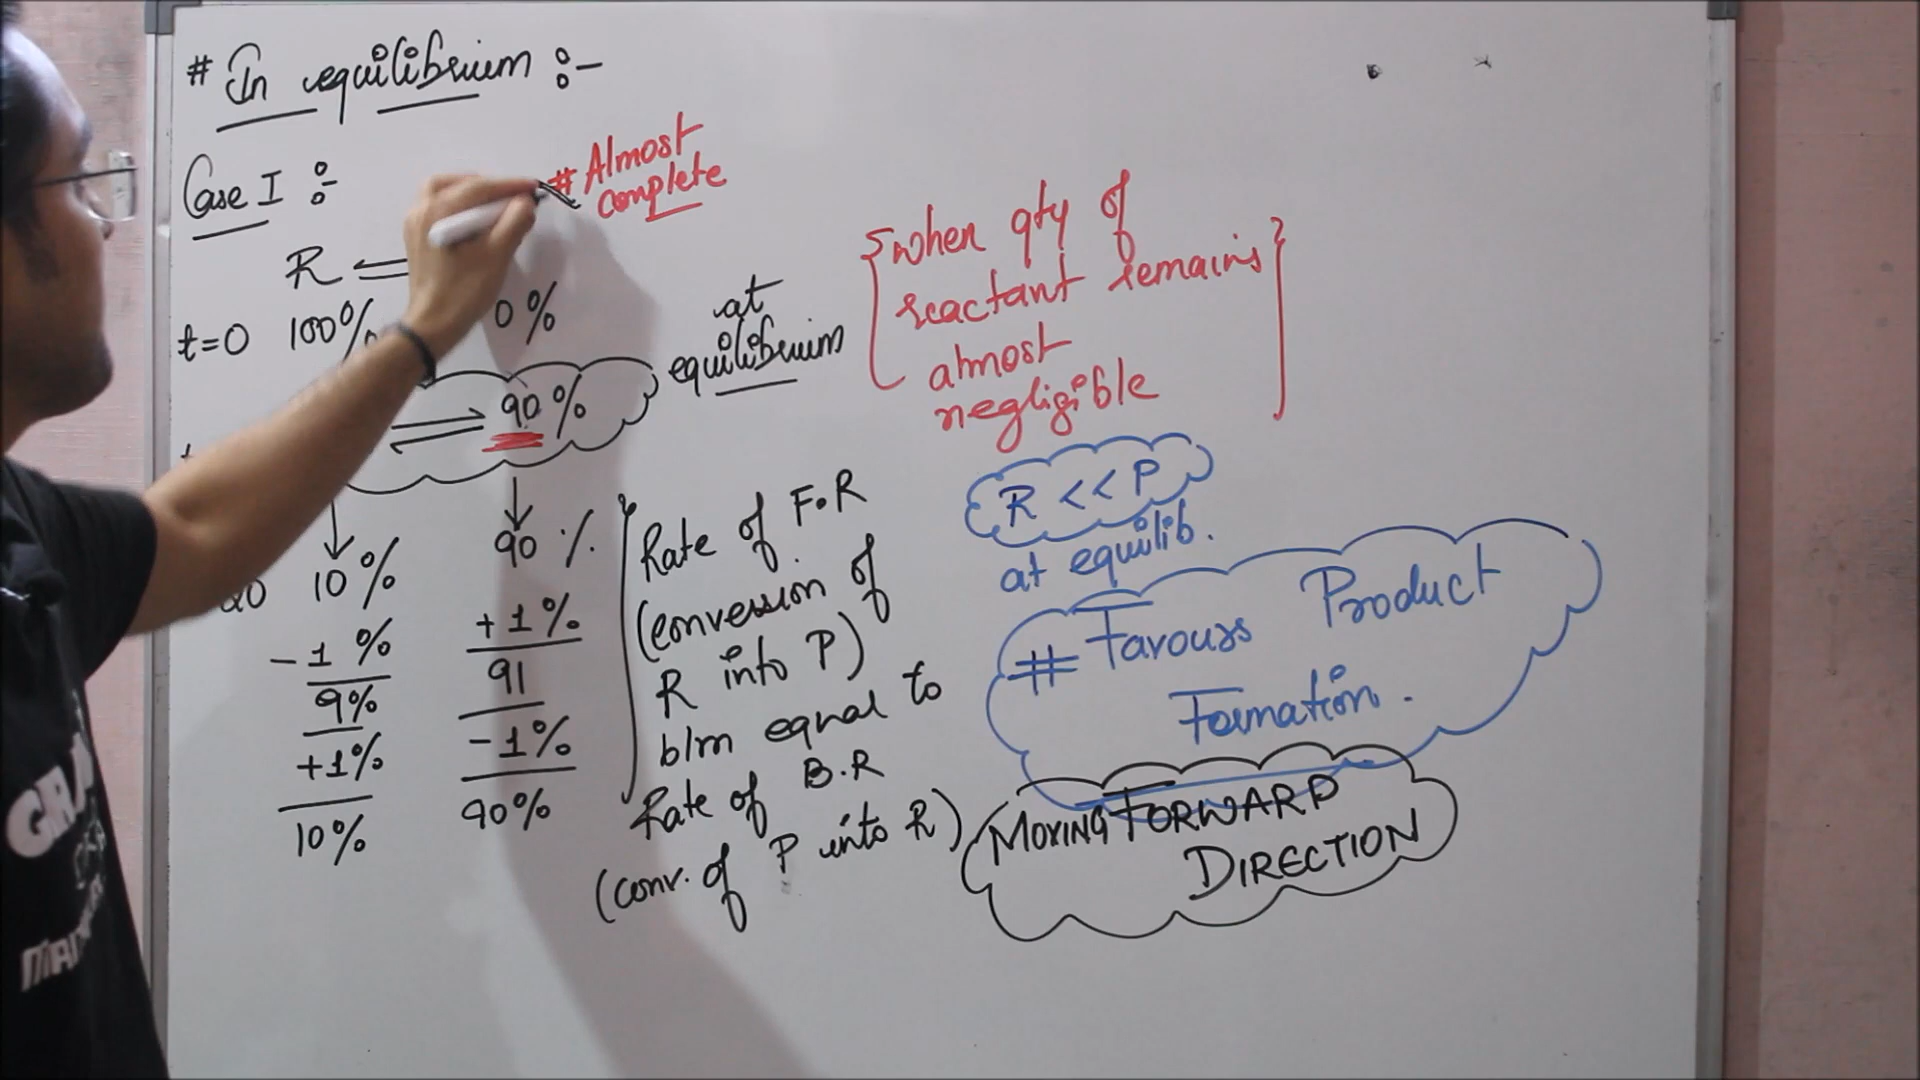 # In equilibrium :-
Case I :-
# Almost
complete
R ⇌
t=0 100% 0%
at
equilibrium
⇌ 90%
10% 90%
- 1% + 1%
9% 91
+1% -1%
10% 90%
{when qty of
reactant remains
almost
negligible}
Rate of F.R
(conversion of
R into P)
equal to
Rate of B.R
(conv. of P into R)
R << P
at equilib.
# Favours Product
Formation.
MOVING FORWARD
DIRECTION